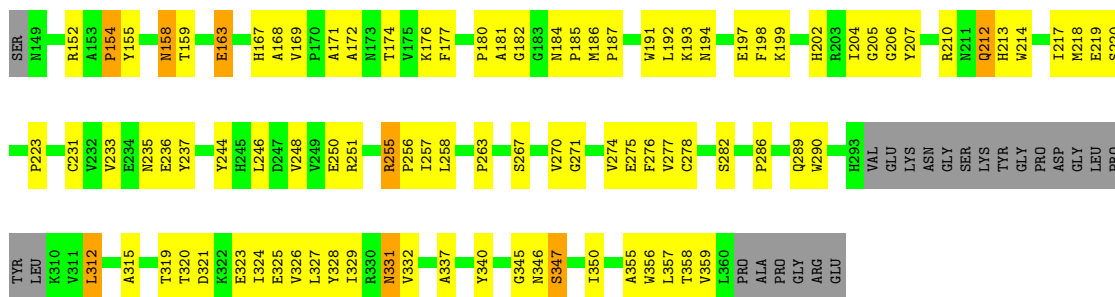 SER N149 R152 A153 P154 Y155 N158 T159 E163 H167 A168 V169 P170 A171 A172 N173 T174 V175 K176 F177 P180 A181 G182 G183 N184 P185 M186 P187 W191 L192 K193 N194 E197 F198 K199 H202 R203 I204 G205 G206 Y207 R210 N211 Q212 H213 W214 I217 M218 E219 S220
P223 C231 V232 V233 E234 N235 E236 Y237 Y244 H245 L246 D247 V248 V249 E250 R251 R255 P256 I257 L258 P263 S267 V270 G271 V274 E275 F276 V277 C278 S282 P286 Q289 W290 H293 VAL GLU LYS ASN GLY SER LYS TYR GLY PRO ASP GLY LEU PRO
TYR LEU K310 V311 L312 A315 T319 T320 D321 K322 E323 I324 E325 V326 L327 Y328 I329 R330 N331 V332 A337 Y340 G345 N346 S347 I350 A355 W356 L357 T358 V359 L360 PRO ALA PRO GLY ARG GLU